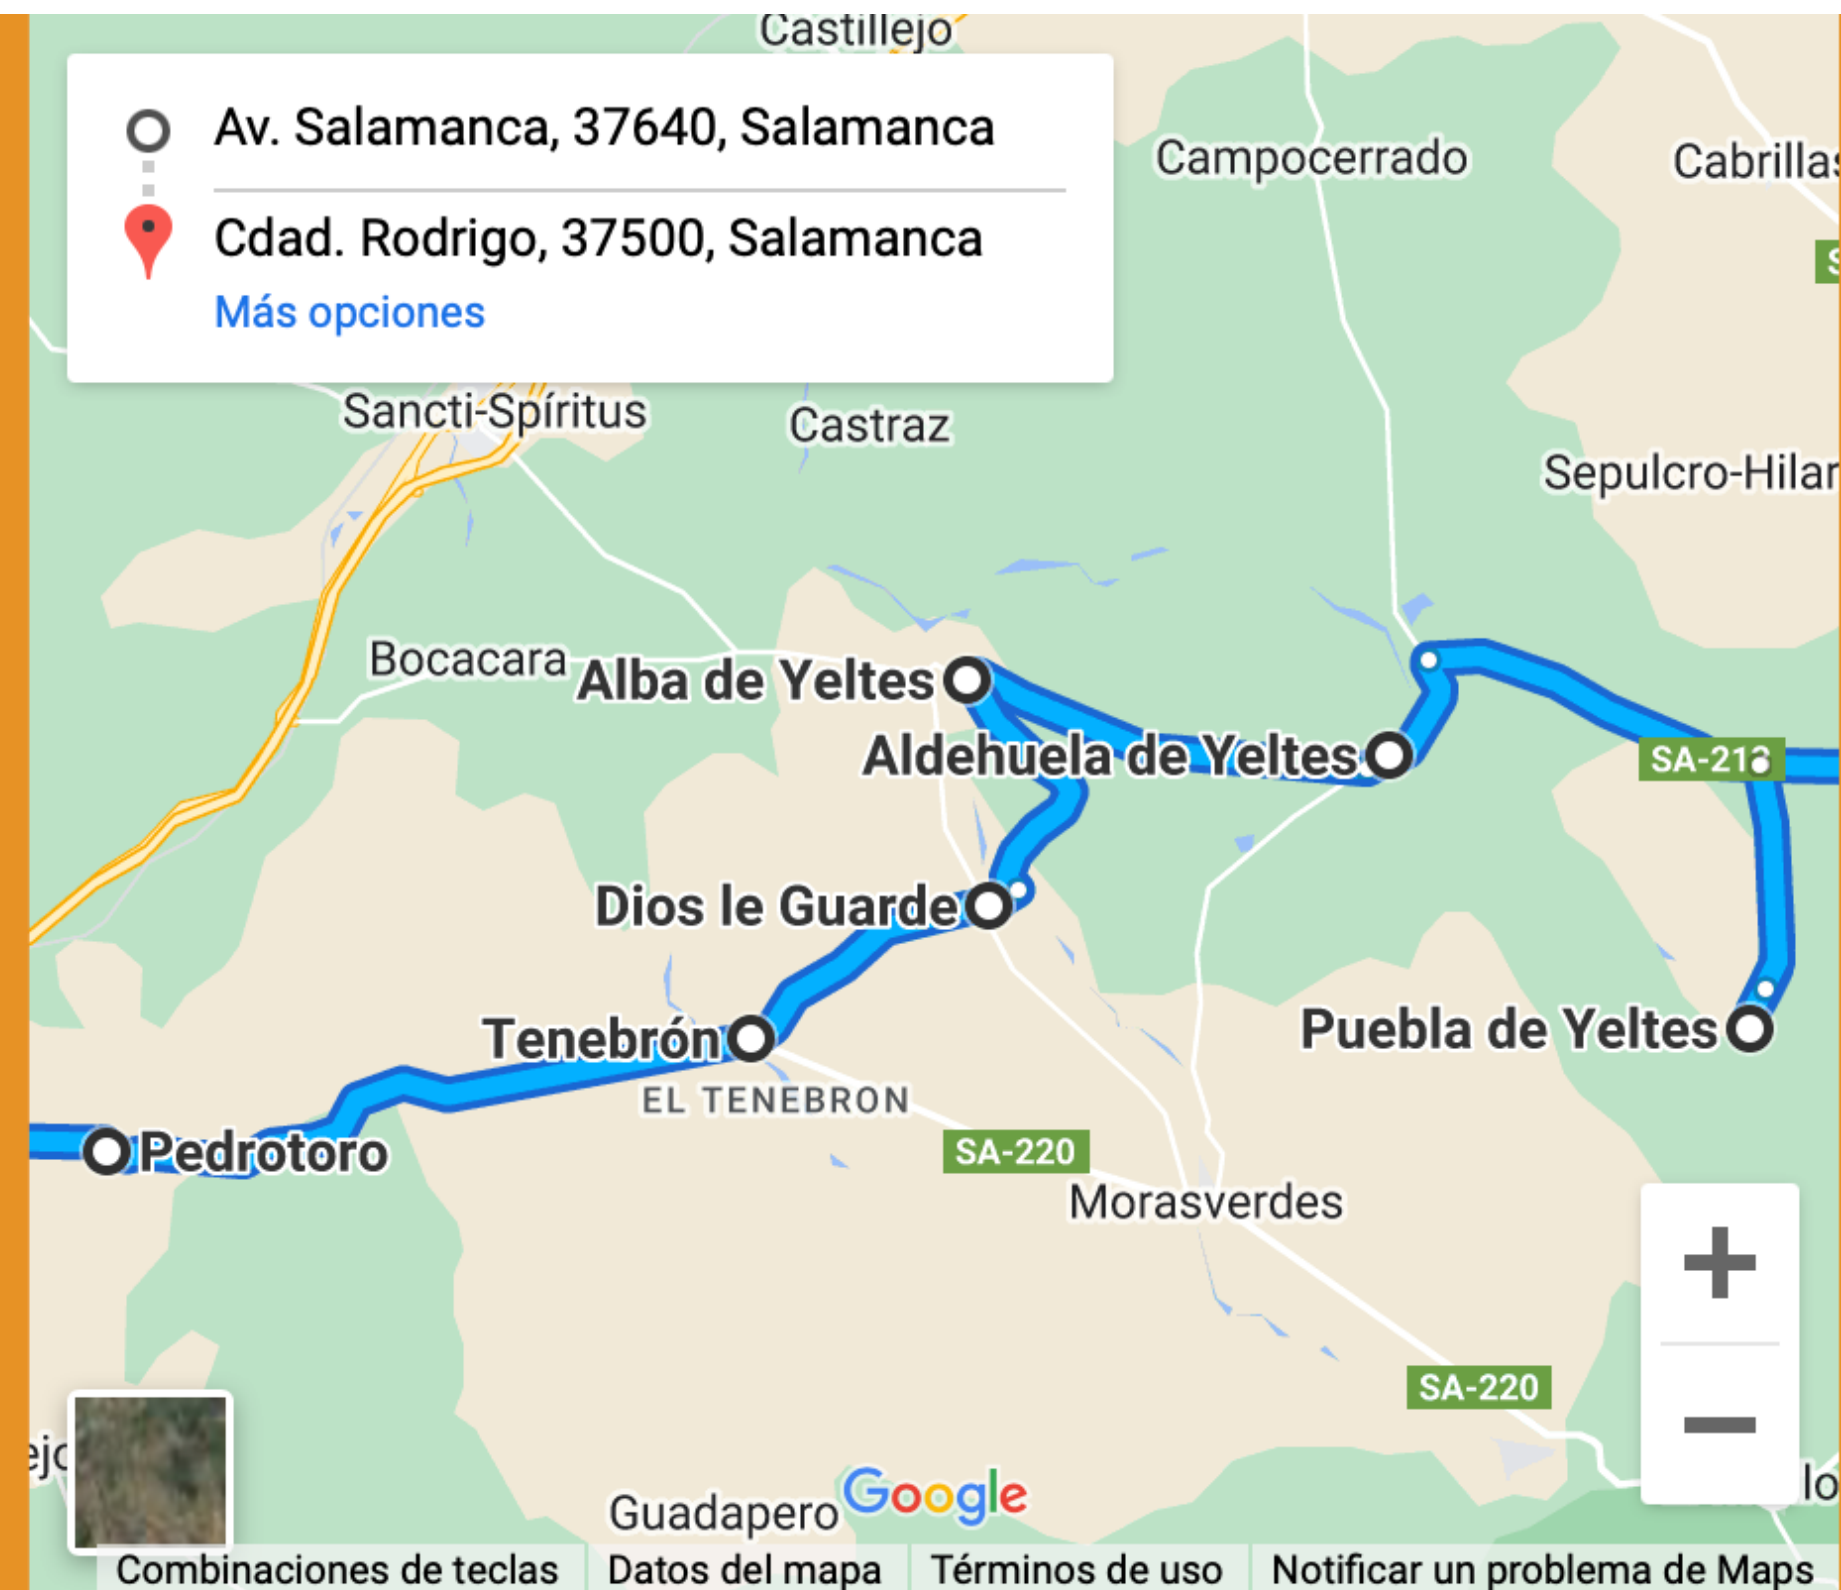 Castillejo
Av. Salamanca, 37640, Salamanca
Cdad. Rodrigo, 37500, Salamanca
Más opciones
Campocerrado
Cabrillas
Sancti-Spíritus
Castraz
Sepulcro-Hilar
Bocacara
Alba de Yeltes
Aldehuela de Yeltes
SA-213
Dios le Guarde
Puebla de Yeltes
Tenebrón
EL TENEBRON
Pedrotoro
SA-220
Morasverdes
SA-220
Guadapero
Google
Combinaciones de teclas
Datos del mapa
Términos de uso
Notificar un problema de Maps